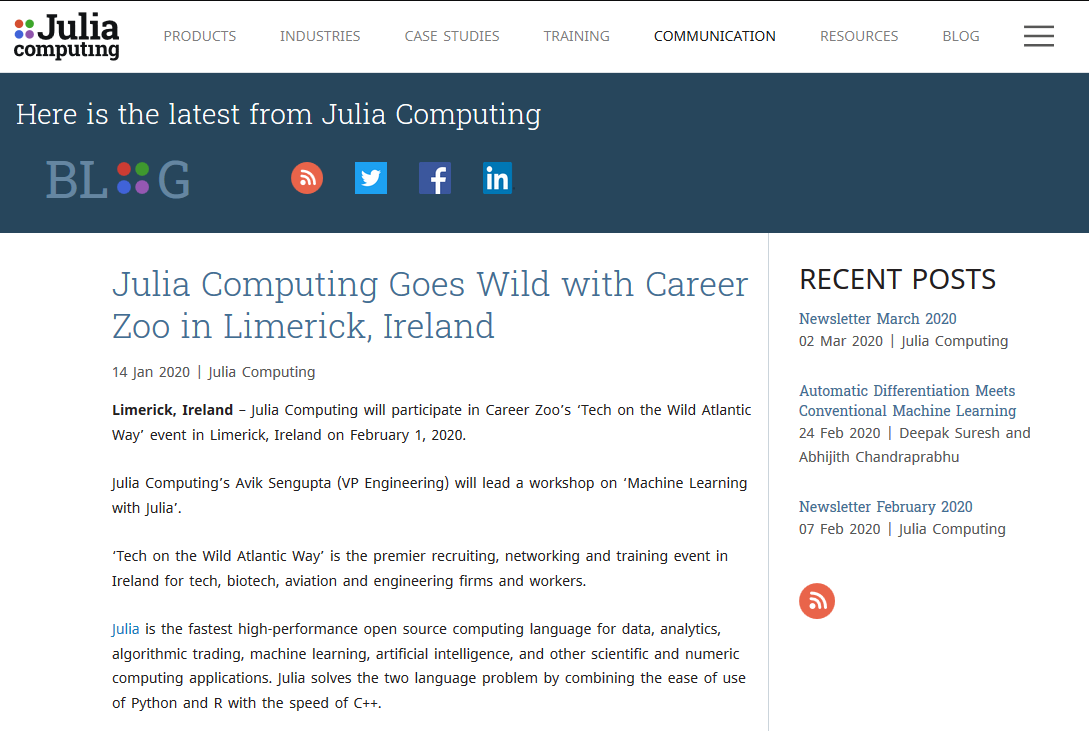 Julia
computing
PRODUCTS INDUSTRIES CASE STUDIES TRAINING COMMUNICATION RESOURCES BLOG
Here is the latest from Julia Computing
BL G
Julia Computing Goes Wild with Career
Zoo in Limerick, Ireland
14 Jan 2020 | Julia Computing
Limerick, Ireland – Julia Computing will participate in Career Zoo’s ‘Tech on the Wild Atlantic
Way’ event in Limerick, Ireland on February 1, 2020.
Julia Computing’s Avik Sengupta (VP Engineering) will lead a workshop on ‘Machine Learning
with Julia’.
‘Tech on the Wild Atlantic Way’ is the premier recruiting, networking and training event in
Ireland for tech, biotech, aviation and engineering firms and workers.
Julia is the fastest high-performance open source computing language for data, analytics,
algorithmic trading, machine learning, artificial intelligence, and other scientific and numeric
computing applications. Julia solves the two language problem by combining the ease of use
of Python and R with the speed of C++.
RECENT POSTS
Newsletter March 2020
02 Mar 2020 | Julia Computing
Automatic Differentiation Meets
Conventional Machine Learning
24 Feb 2020 | Deepak Suresh and
Abhijith Chandraprabhu
Newsletter February 2020
07 Feb 2020 | Julia Computing